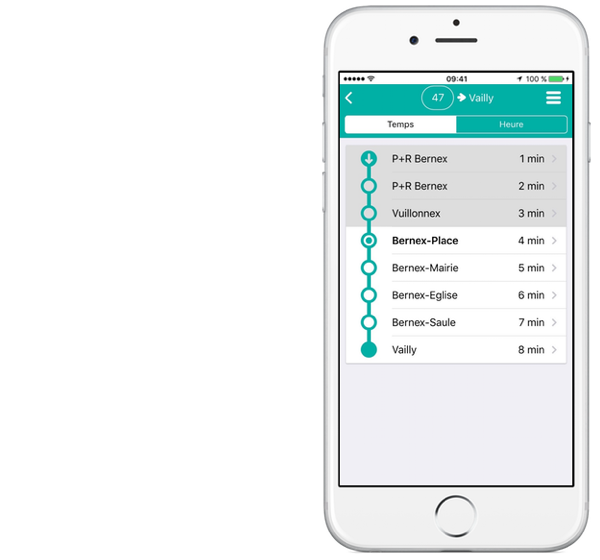 09:41
100 %
47 Vailly
Temps Heure
P+R Bernex 1 min
P+R Bernex 2 min
Vuillonnex 3 min
Bernex-Place 4 min
Bernex-Mairie 5 min
Bernex-Eglise 6 min
Bernex-Saule 7 min
Vailly 8 min